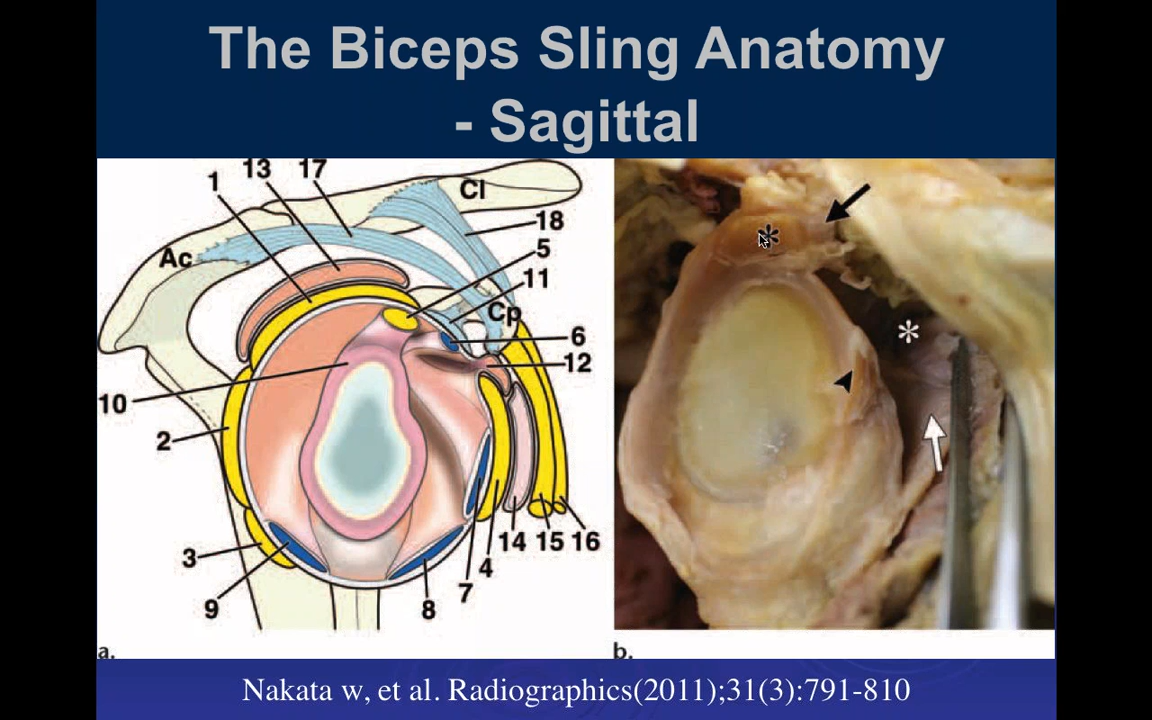 The Biceps Sling Anatomy
- Sagittal
13 17
1
Cl
18
5
Ac
11
Cp
6
12
10
2
14 15 16
3
4
7
9
8
a.
b.
*
*
Nakata w, et al. Radiographics(2011);31(3):791-810